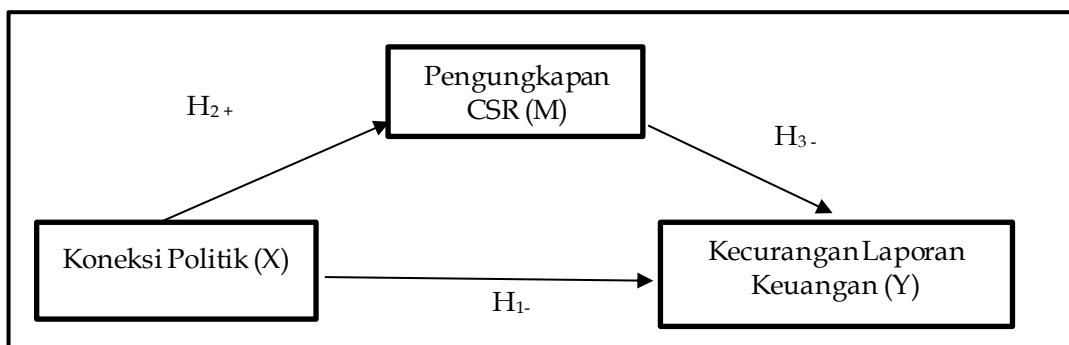 Pengungkapan
CSR (M)
H2 +
H3 -
Koneksi Politik (X)
Kecurangan Laporan
Keuangan (Y)
H1-